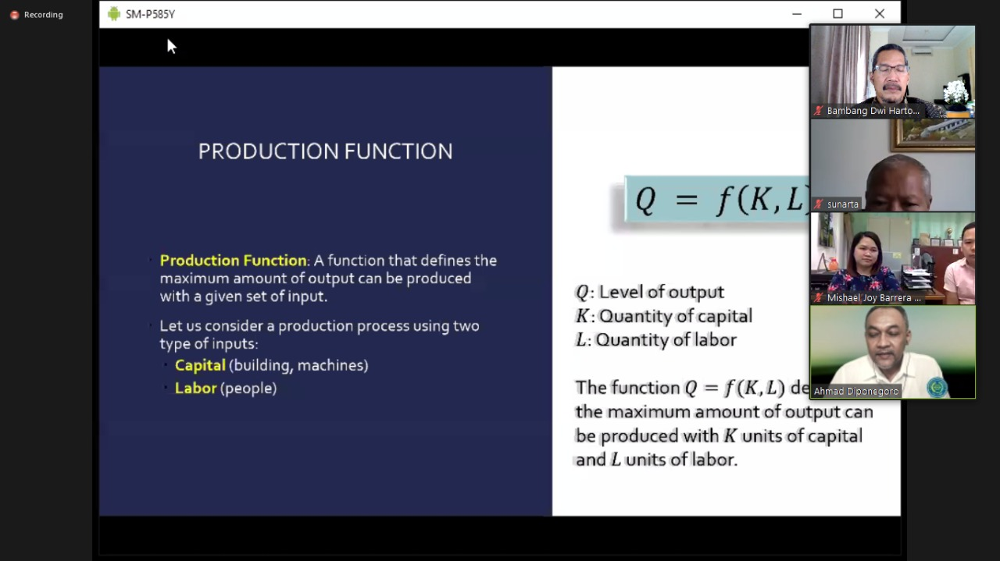 Recording
SM-P585Y
PRODUCTION FUNCTION
Production Function: A function that defines the
maximum amount of output can be produced
with a given set of input.
Let us consider a production process using two
type of inputs:
Capital (building, machines)
Labor (people)
Q = f(K, L)
Q: Level of output
K: Quantity of capital
L: Quantity of labor
The function Q = f(K, L) de
the maximum amount of output can
be produced with K units of capital
and L units of labor.
Bambang Dwi Harto...
sunarta
Mishael Joy Barrera ...
Ahmad Diponegoro